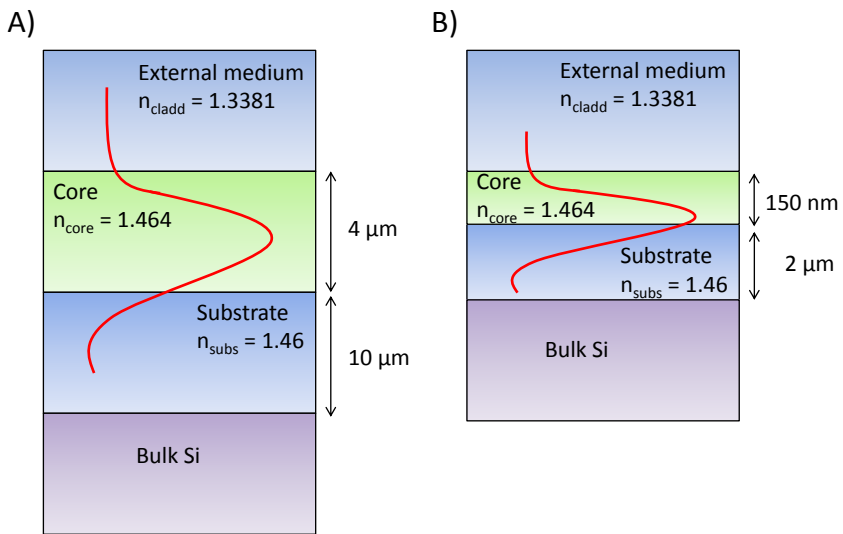 A)
External medium
n_cladd = 1.3381
Core
n_core = 1.464
4 μm
Substrate
n_subs = 1.46
10 μm
Bulk Si
B)
External medium
n_cladd = 1.3381
Core
n_core = 1.464
150 nm
Substrate
n_subs = 1.46
2 μm
Bulk Si